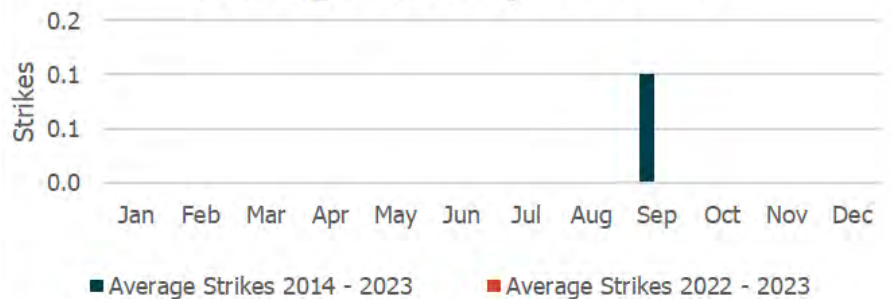 0.2
0.1
0.1
0.0
Strikes
Jan Feb Mar Apr May Jun Jul Aug Sep Oct Nov Dec
Average Strikes 2014 - 2023 Average Strikes 2022 - 2023